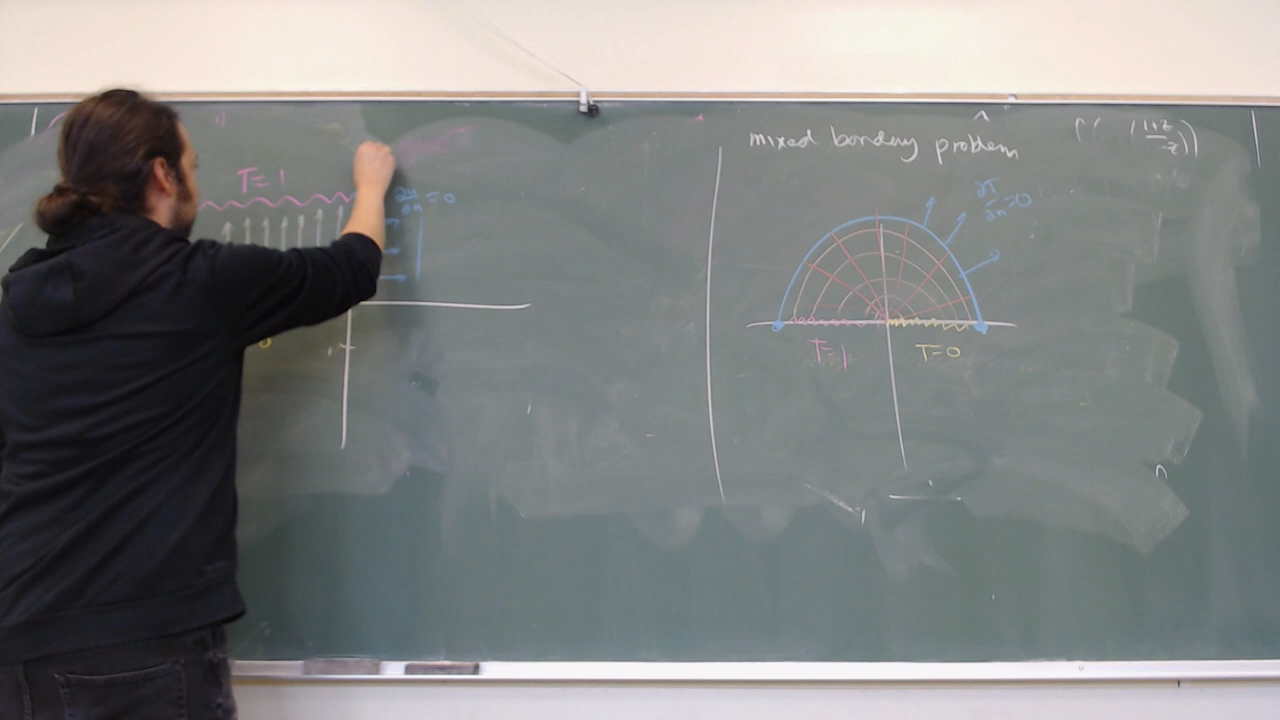 T=1
∂u/∂n=0
mixed bondary problem
∂T/∂n=0
T=1
T=0